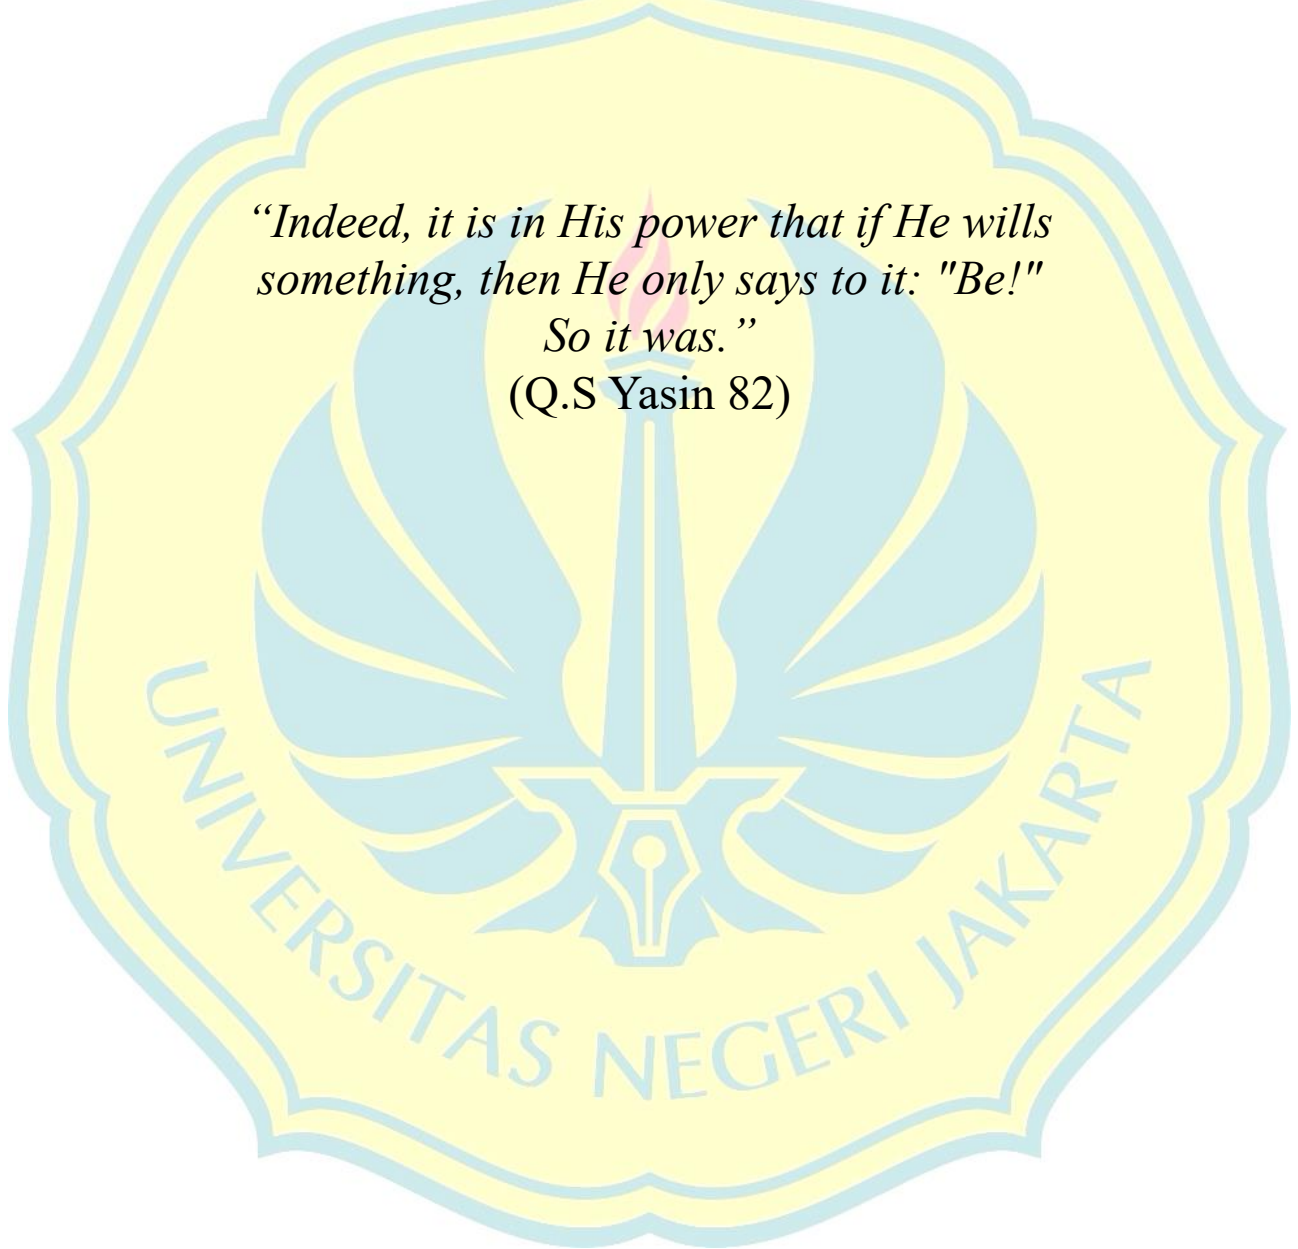 “Indeed, it is in His power that if He wills
something, then He only says to it: "Be!"
So it was.”
(Q.S Yasin 82)
UNIVERSITAS NEGERI JAKARTA